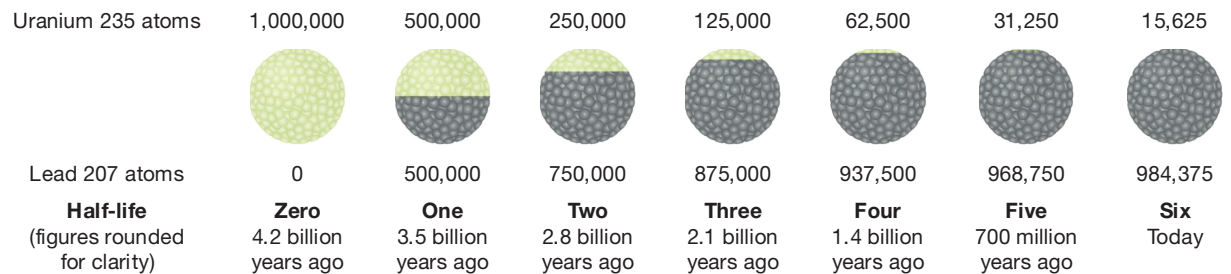 Uranium 235 atoms 1,000,000 500,000 250,000 125,000 62,500 31,250 15,625
Lead 207 atoms 0 500,000 750,000 875,000 937,500 968,750 984,375
Half-life Zero One Two Three Four Five Six
(figures rounded 4.2 billion 3.5 billion 2.8 billion 2.1 billion 1.4 billion 700 million Today
for clarity) years ago years ago years ago years ago years ago years ago